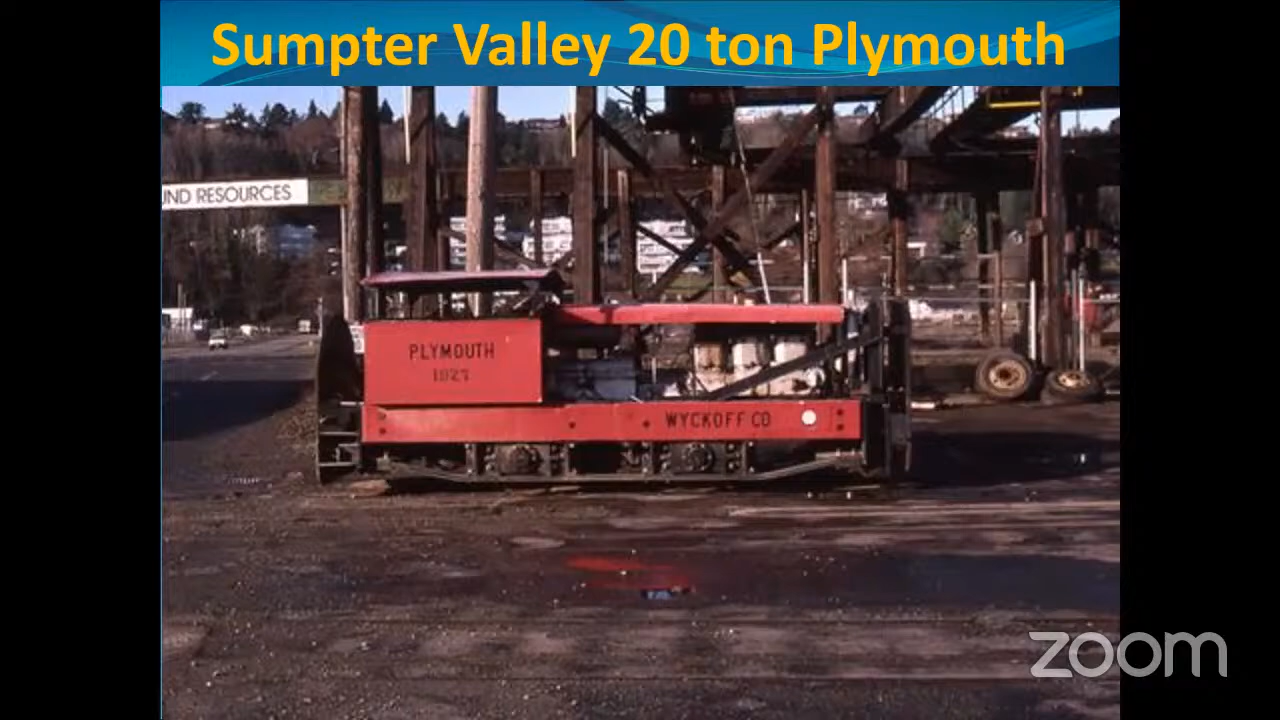 Sumpter Valley 20 ton Plymouth
UND RESOURCES
PLYMOUTH
1927
WYCKOFF CO
zoom